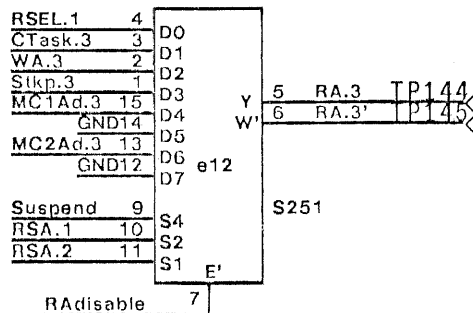 RSEL.1 4 D0
CTask.3 3 D1
WA.3 2 D2
Stkp.3 1 D3
MC1Ad.3 15 D4
GND14 D5
MC2Ad.3 13 D6
GND12 D7
e12
Y 5 RA.3 TP144
W' 6 RA.3' TP145
S251
Suspend 9 S4
RSA.1 10 S2
RSA.2 11 S1
E'
RAdisable 7